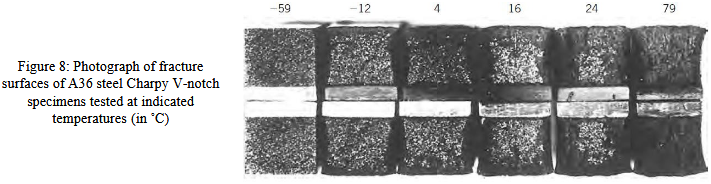 −59 −12 4 16 24 79
Figure 8: Photograph of fracture
surfaces of A36 steel Charpy V-notch
specimens tested at indicated
temperatures (in ˚C)